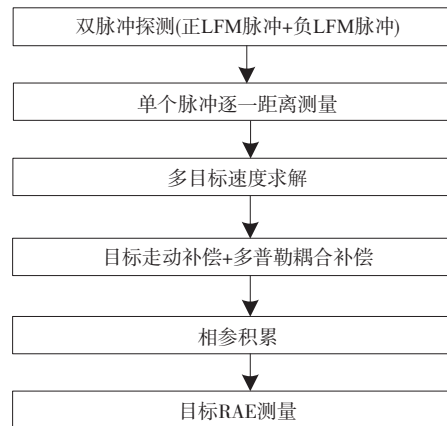 双脉冲探测(正LFM脉冲+负LFM脉冲)
单个脉冲逐一距离测量
多目标速度求解
目标走动补偿+多普勒耦合补偿
相参积累
目标RAE测量